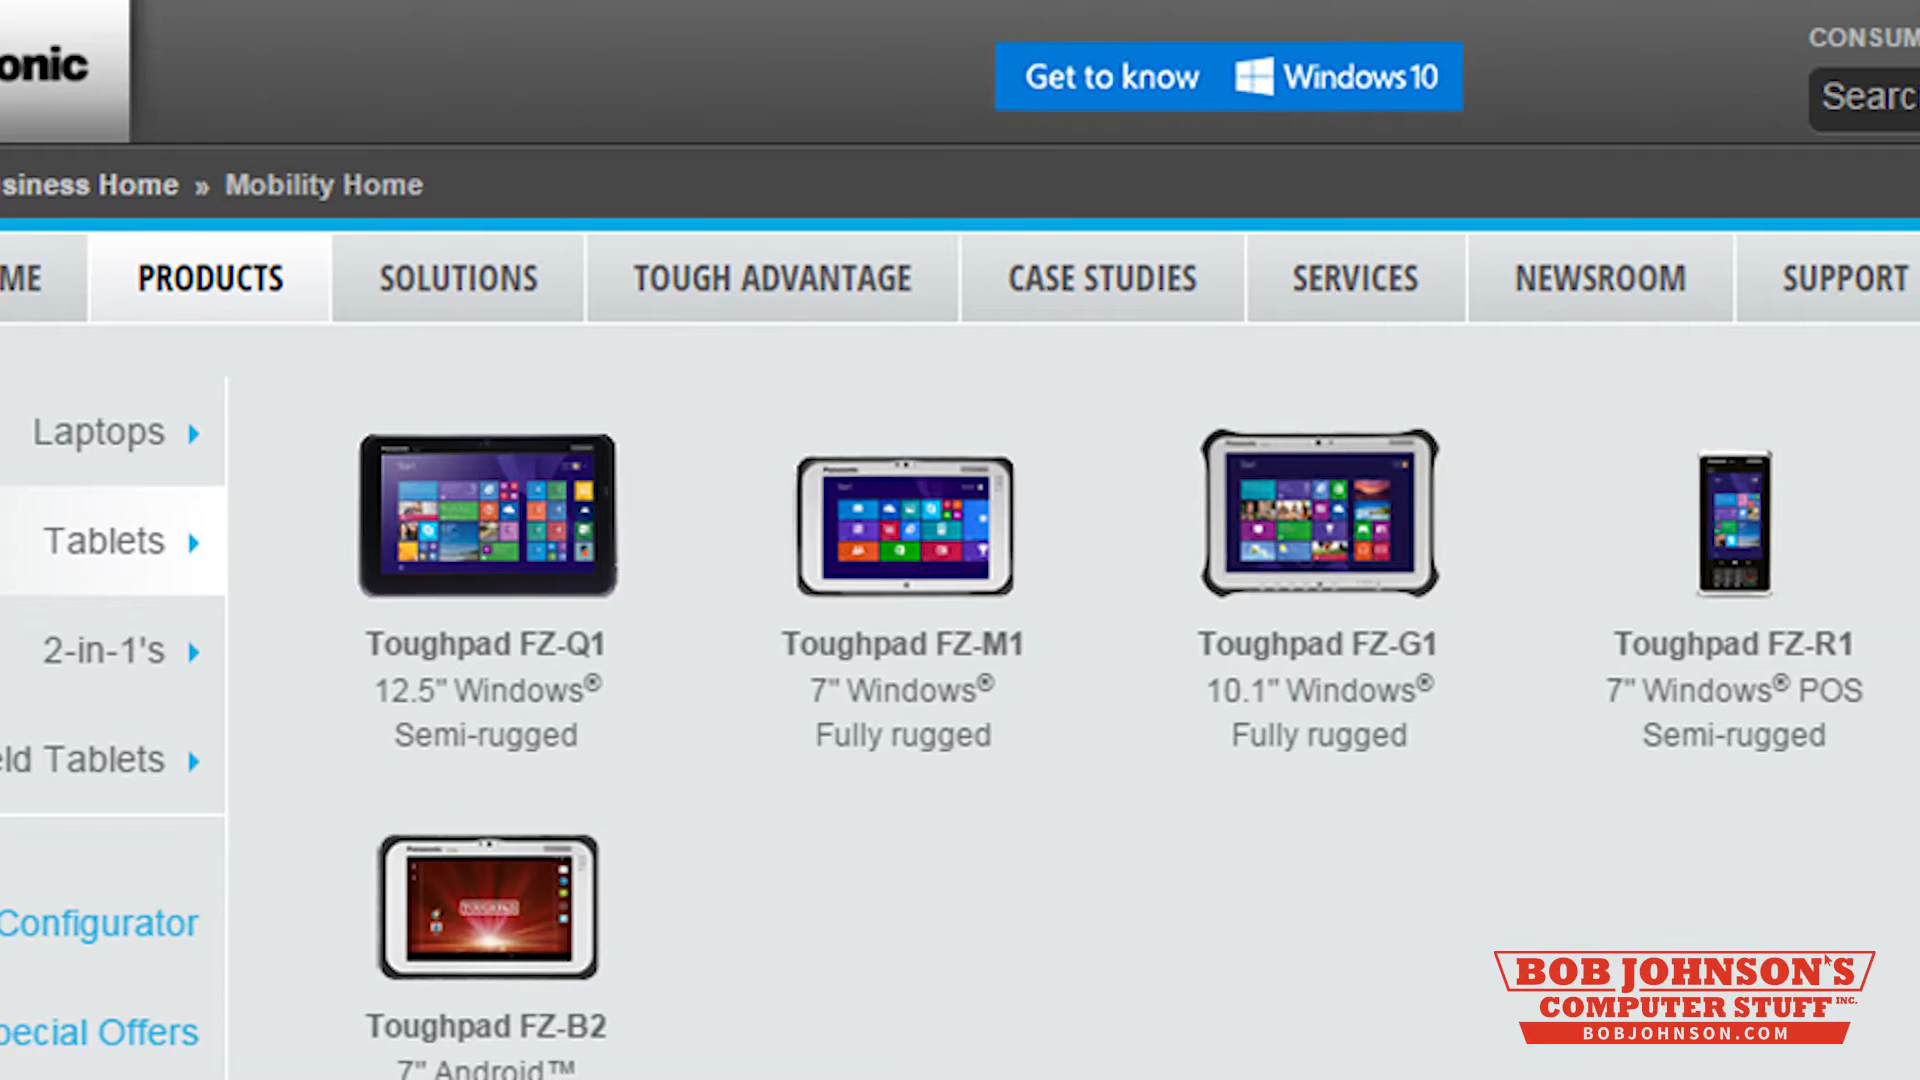 onic
Get to know Windows 10
CONSUM
Searc
siness Home » Mobility Home
ME
PRODUCTS
SOLUTIONS
TOUGH ADVANTAGE
CASE STUDIES
SERVICES
NEWSROOM
SUPPORT
Laptops
Tablets
2-in-1's
eld Tablets
Configurator
pecial Offers
Toughpad FZ-Q1
12.5" Windows®
Semi-rugged
Toughpad FZ-M1
7" Windows®
Fully rugged
Toughpad FZ-G1
10.1" Windows®
Fully rugged
Toughpad FZ-R1
7" Windows® POS
Semi-rugged
TOUGHPAD
Toughpad FZ-B2
7" Android™
BOB JOHNSON'S
COMPUTER STUFF INC.
BOBJOHNSON.COM